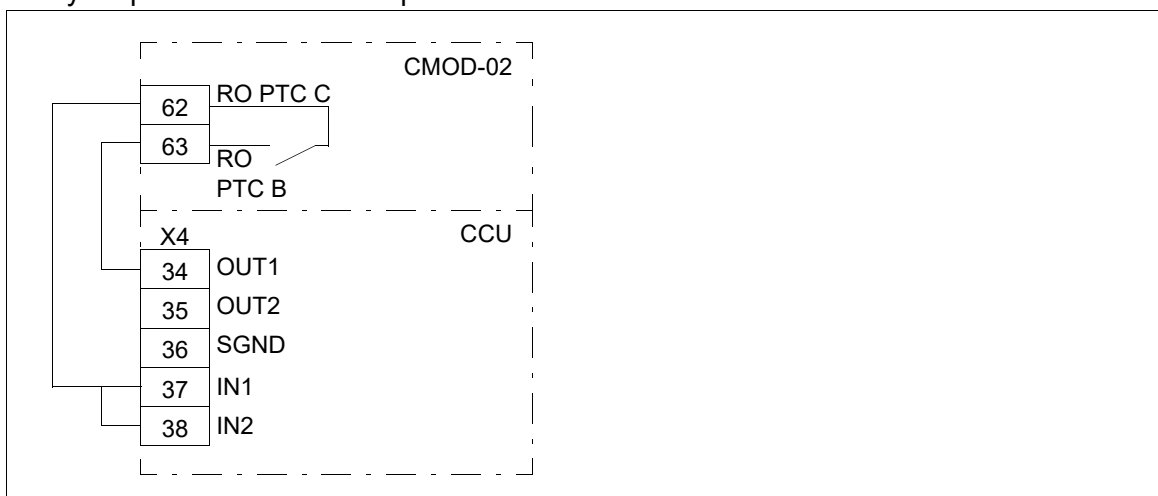 CMOD-02
62 RO PTC C
63 RO
PTC B
X4 CCU
34 OUT1
35 OUT2
36 SGND
37 IN1
38 IN2